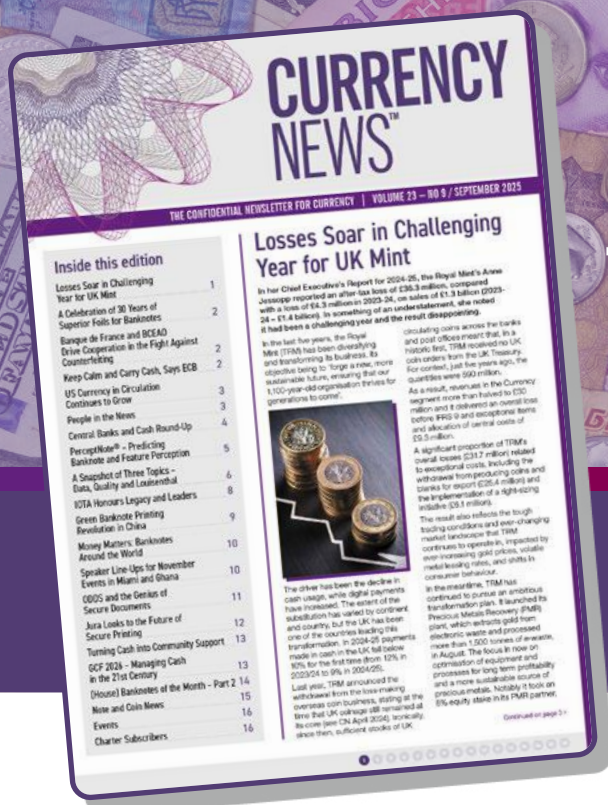 CURRENCY
NEWS™
THE CONFIDENTIAL NEWSLETTER FOR CURRENCY | VOLUME 23 – NO 9 / SEPTEMBER 2025
Inside this edition
Losses Soar in Challenging
Year for UK Mint 1
A Celebration of 30 Years of
Superior Foils for Banknotes 2
Banque de France and BCEAO
Drive Cooperation in the Fight Against
Counterfeiting 2
Keep Calm and Carry Cash, Says ECB 2
US Currency in Circulation
Continues to Grow 3
People in the News 3
Central Banks and Cash Round-Up 4
PerceptNote® – Predicting
Banknote and Feature Perception 5
A Snapshot of Three Topics –
Data, Quality and Louisenthal 6
IOTA Honours Legacy and Leaders 8
Green Banknote Printing
Revolution in China 9
Money Matters: Banknotes
Around the World 10
Speaker Line-Ups for November
Events in Miami and Ghana 10
ODDS and the Genius of
Secure Documents 11
Jura Looks to the Future of
Secure Printing 12
Turning Cash into Community Support 13
GCF 2026 – Managing Cash
in the 21st Century 13
(House) Banknotes of the Month – Part 2 14
Note and Coin News 15
Events 16
Charter Subscribers 16
Losses Soar in Challenging
Year for UK Mint
In her Chief Executive's Report for 2024-25, the Royal Mint's Anne
Jessopp reported an after-tax loss of £36.3 million, compared
with a loss of £4.3 million in 2023-24, on sales of £1.3 billion (2023-
24 – £1.4 billion). In something of an understatement, she noted
it had been a challenging year and the result disappointing.
In the last five years, the Royal
Mint (TRM) has been diversifying
and transforming its business, its
objective being to 'forge a new, more
sustainable future, ensuring that our
1,100-year-old organisation thrives for
generations to come'.
The driver has been the decline in
cash usage, while digital payments
have increased. The extent of the
substitution has varied by continent
and country, but the UK has been
one of the countries leading this
transformation. In 2024-25 payments
made in cash in the UK fell below
10% for the first time (from 12% in
2023/24 to 9% in 2024/25).
Last year, TRM announced the
withdrawal from the loss-making
overseas coin business, stating at the
time that UK coinage still remained at
its core (see CN April 2024). Ironically,
since then, sufficient stocks of UK
circulating coins across the banks
and post offices meant that, in a
historic first, TRM received no UK
coin orders from the UK Treasury.
For context, just five years ago, the
quantities were 590 million.
As a result, revenues in the Currency
segment more than halved to £50
million and it delivered an overall loss
before IFRS 9 and exceptional items
and allocation of central costs of
£9.5 million.
A significant proportion of TRM's
overall losses (£31.7 million) related
to exceptional costs, including the
withdrawal from producing coins and
blanks for export (£25.4 million) and
the implementation of a right-sizing
initiative (£6.1 million).
The result also reflects the tough
trading conditions and ever-changing
market landscape that TRM
continues to operate in, impacted by
ever increasing gold prices, volatile
metal leasing rates, and shifts in
consumer behaviour.
In the meantime, TRM has
continued to pursue an ambitious
transformation plan. It launched its
Precious Metals Recovery (PMR)
plant, which extracts gold from
electronic waste and processed
more than 1,500 tonnes of e-waste,
in August. The focus in now on
optimisation of equipment and
processes for long term profitability
and a more sustainable source of
precious metals. Notably it took an
8% equity stake in its PMR partner,
Continued on page 3 >